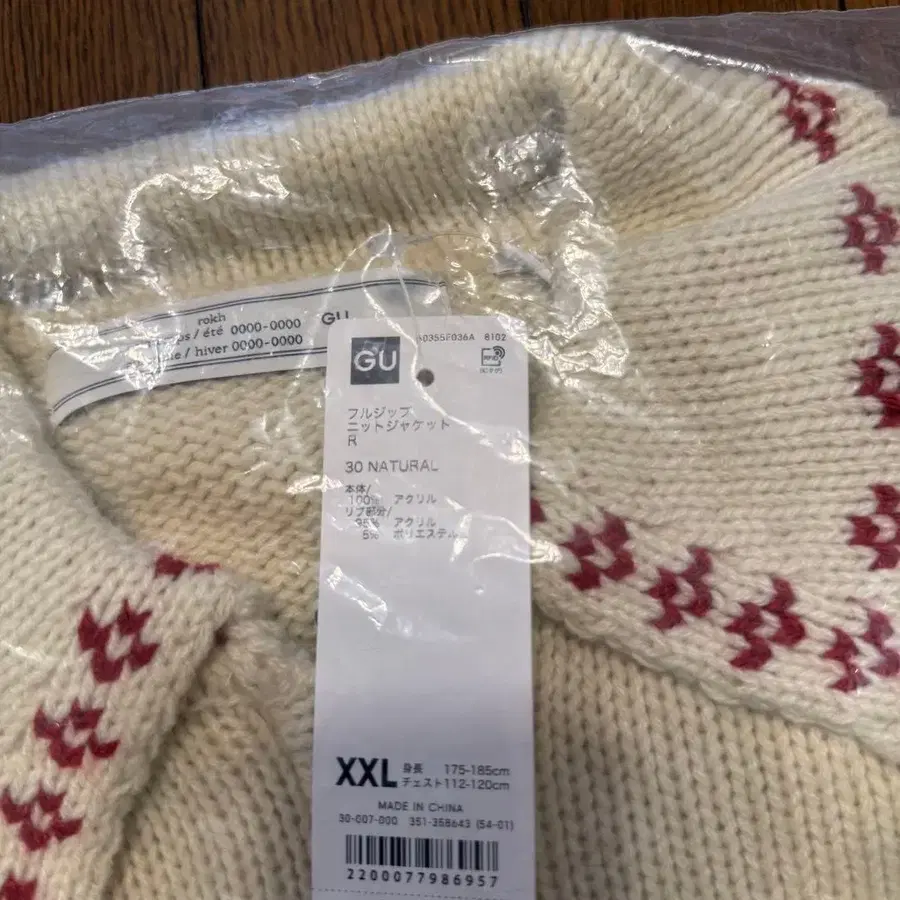 rokh
/ été 0000-0000 GU
/ hiver 0000-0000
GU
8102
RFID
フルジップ
ニットジャケット
R
30 NATURAL
本体/
100% アクリル
リブ部分/
95% アクリル
5% ポリエステル
XXL 身長 175-185cm
チェスト112-120cm
MADE IN CHINA
30-007-000 351-358643 (54-01)
2200077986957